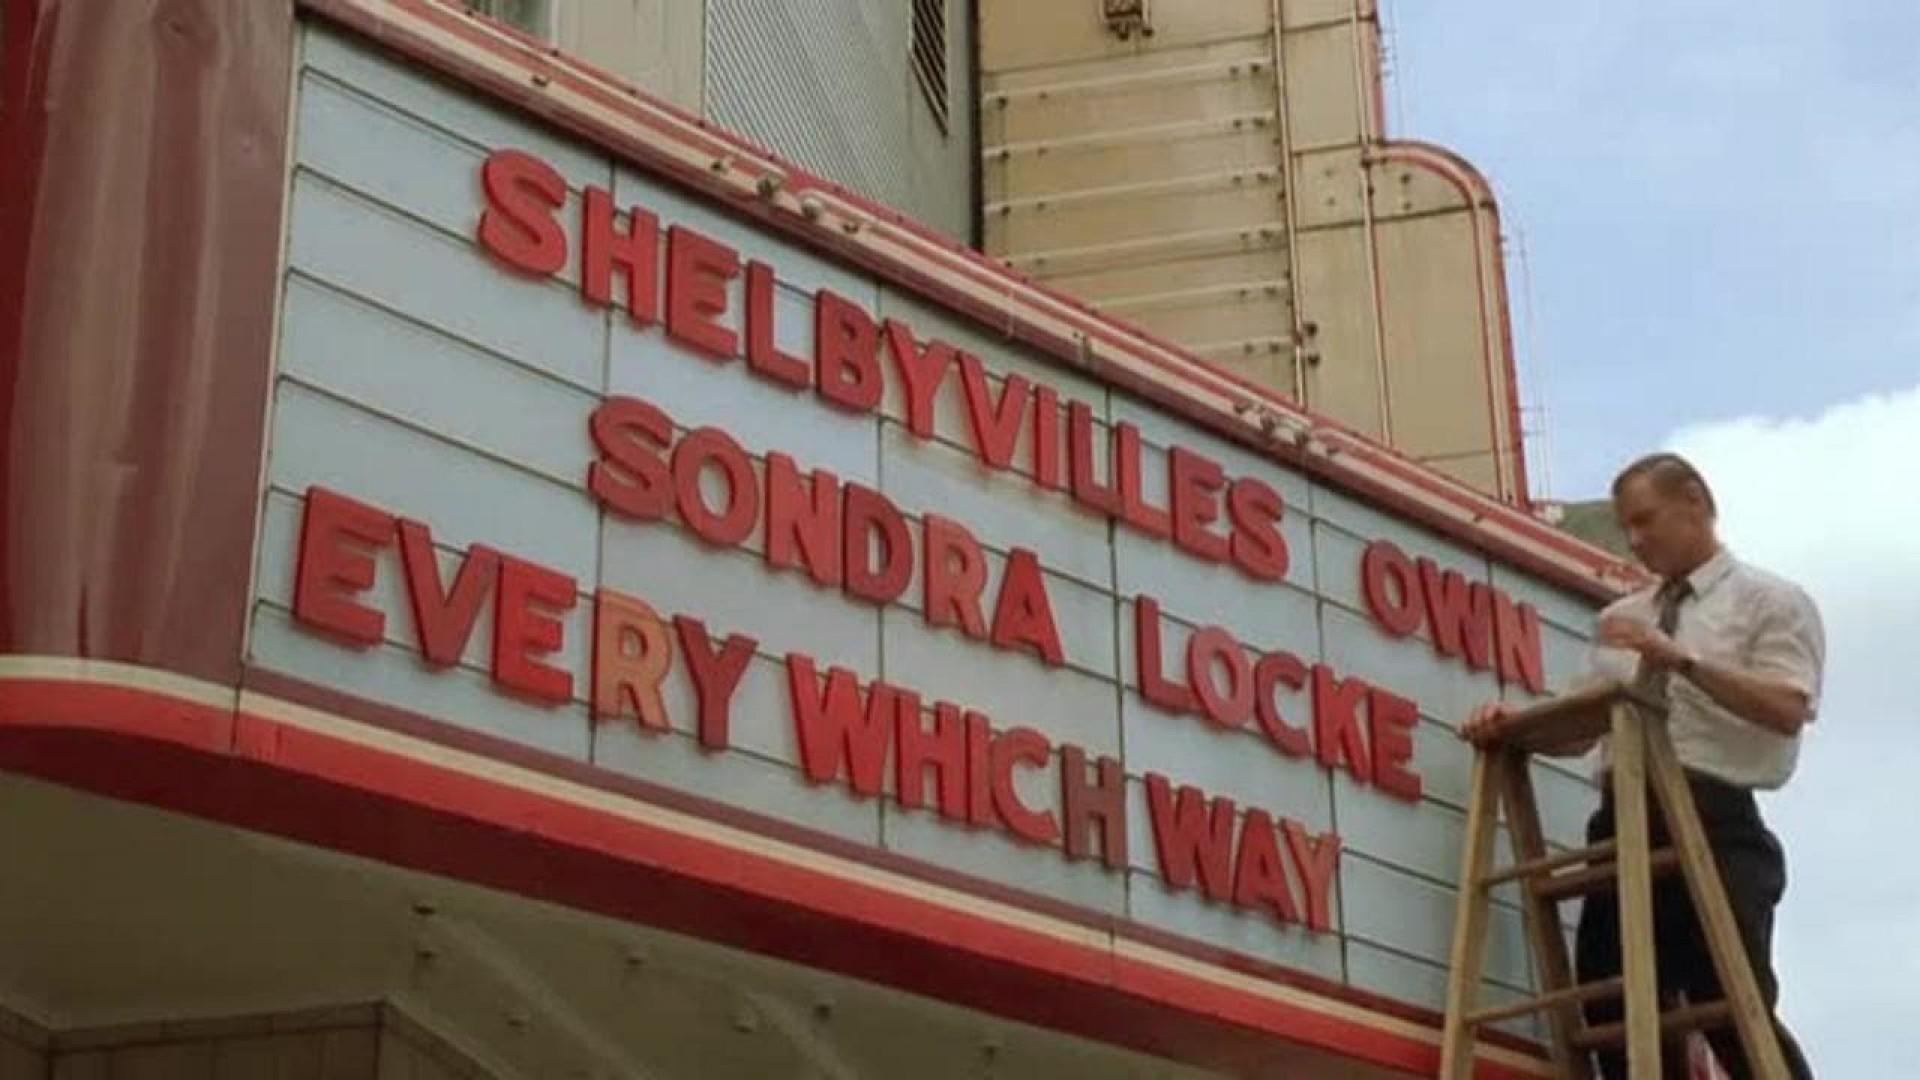 SHELBYVILLES OWN
SONDRA LOCKE
EVERY WHICH WAY